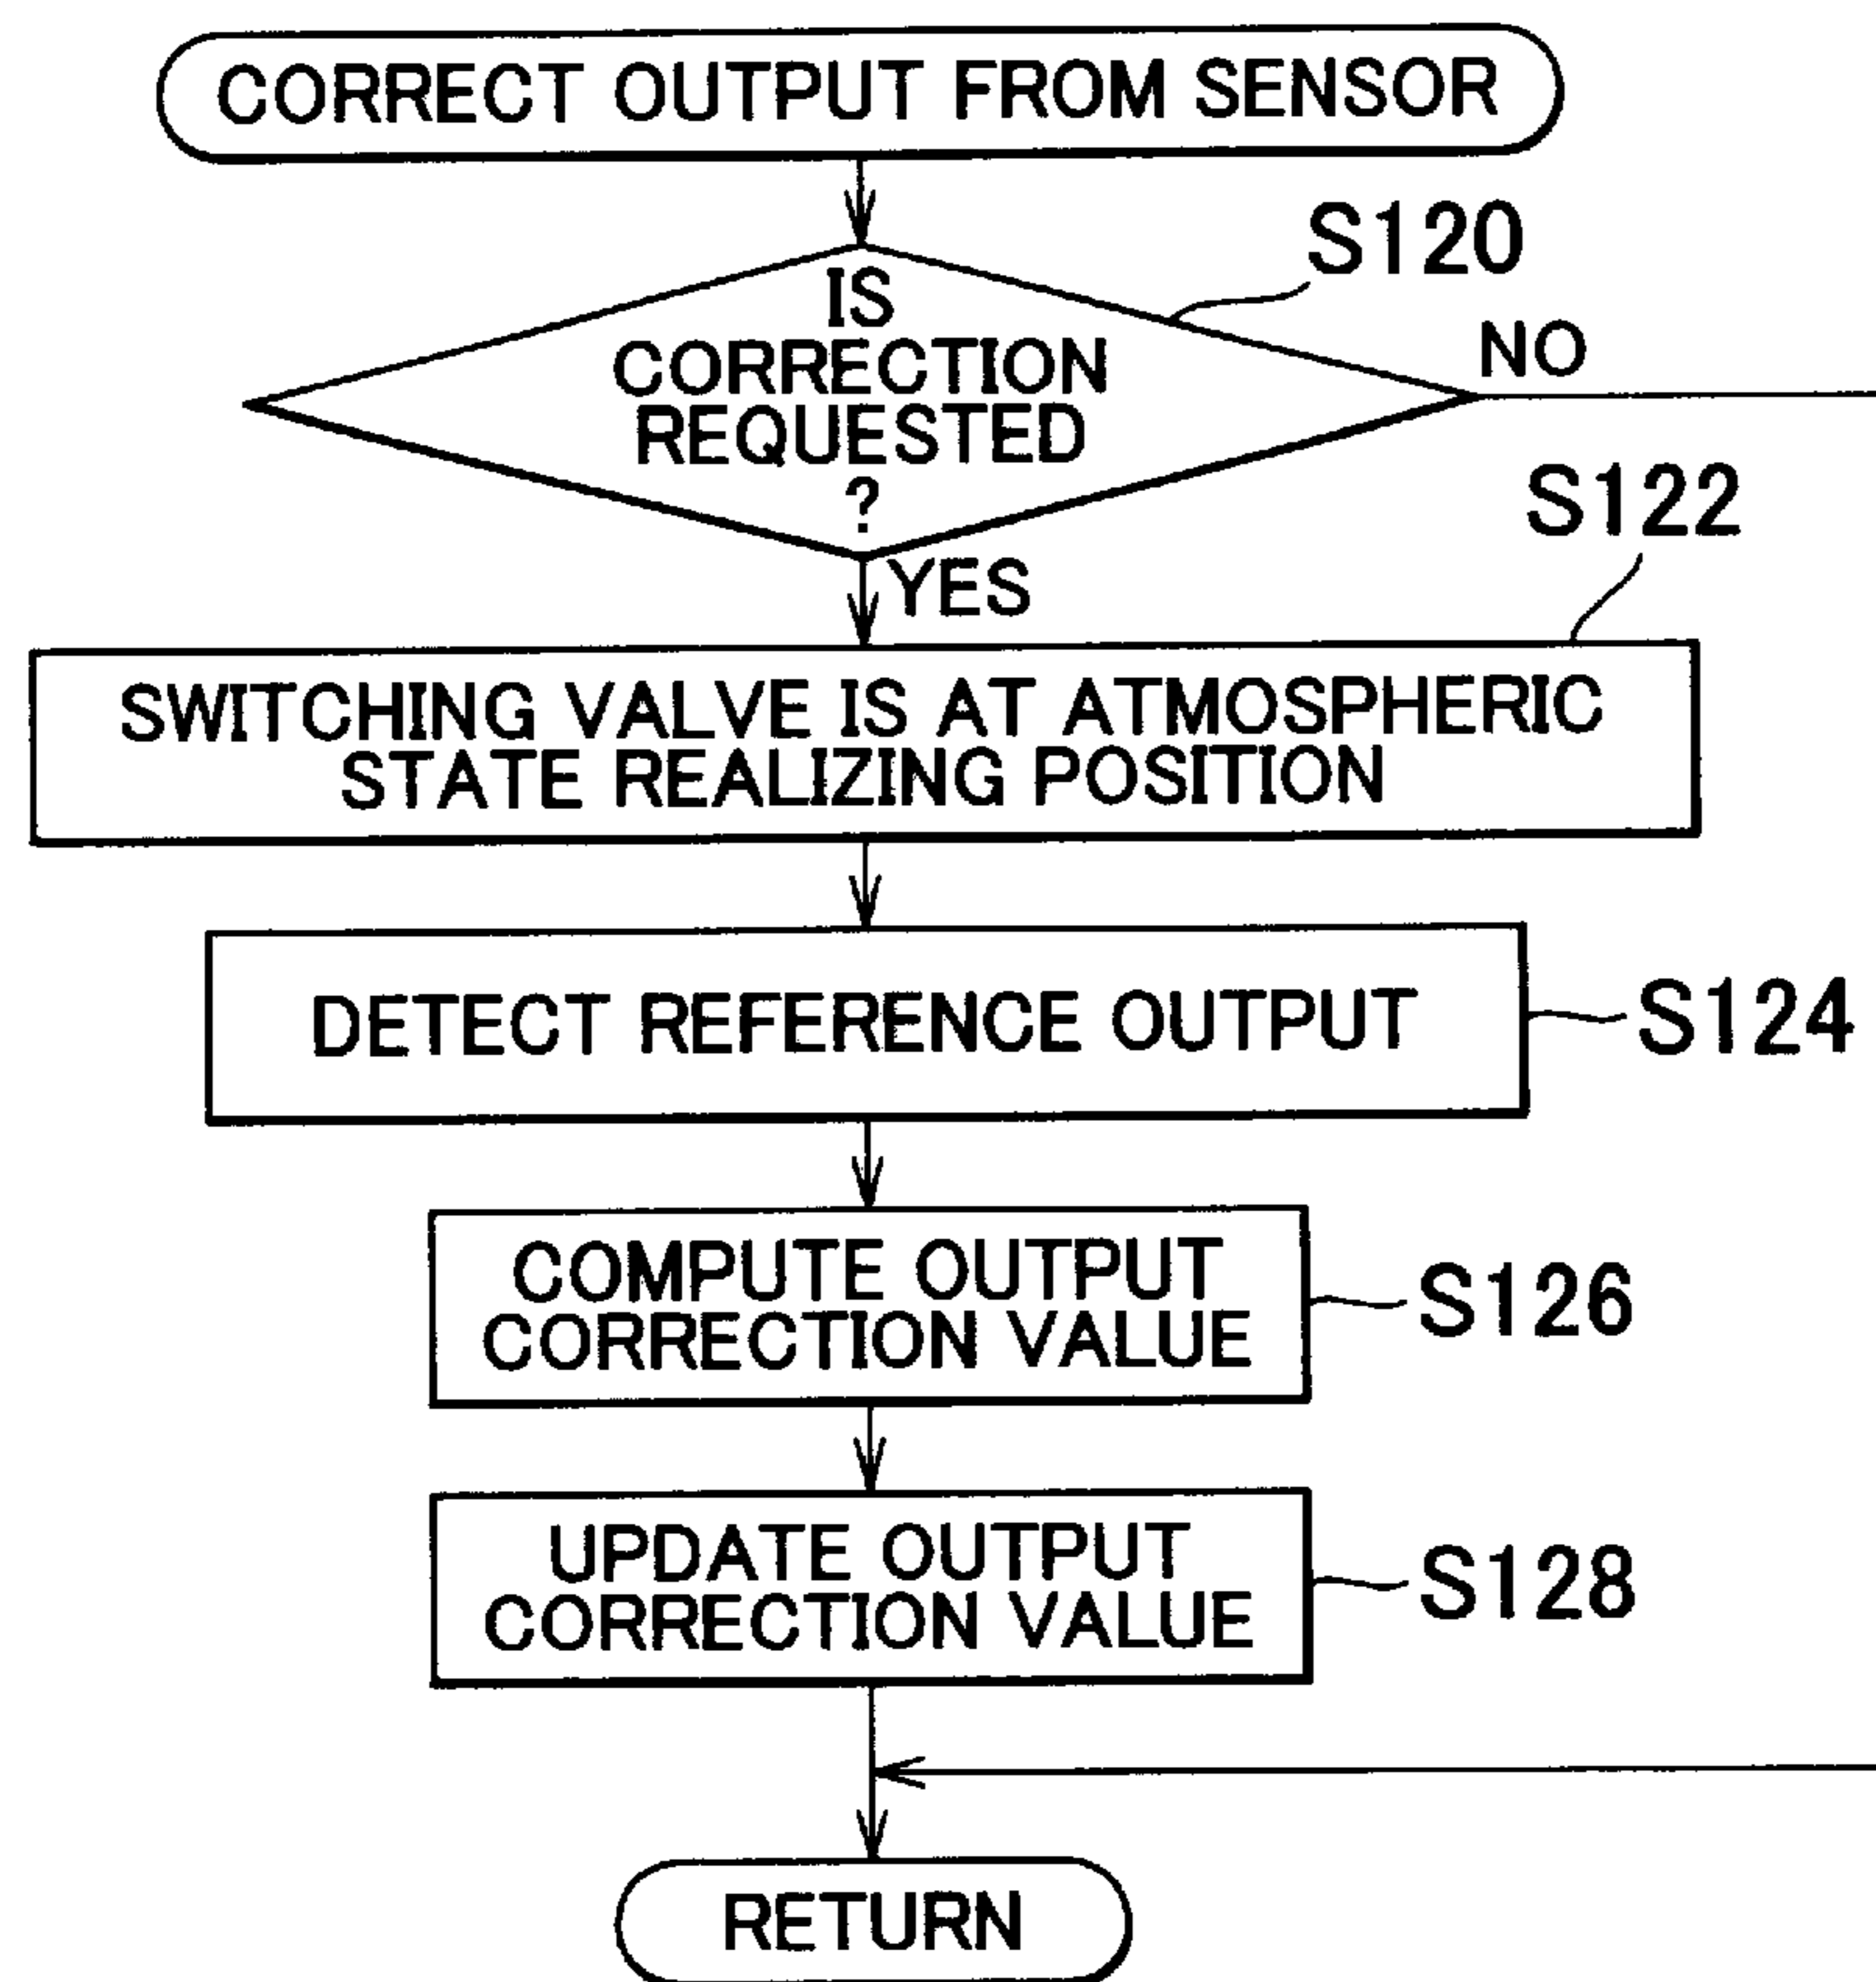 CORRECT OUTPUT FROM SENSOR
S120
IS
CORRECTION
REQUESTED
?
NO
YES
S122
SWITCHING VALVE IS AT ATMOSPHERIC
STATE REALIZING POSITION
DETECT REFERENCE OUTPUT
S124
COMPUTE OUTPUT
CORRECTION VALUE
S126
UPDATE OUTPUT
CORRECTION VALUE
S128
RETURN